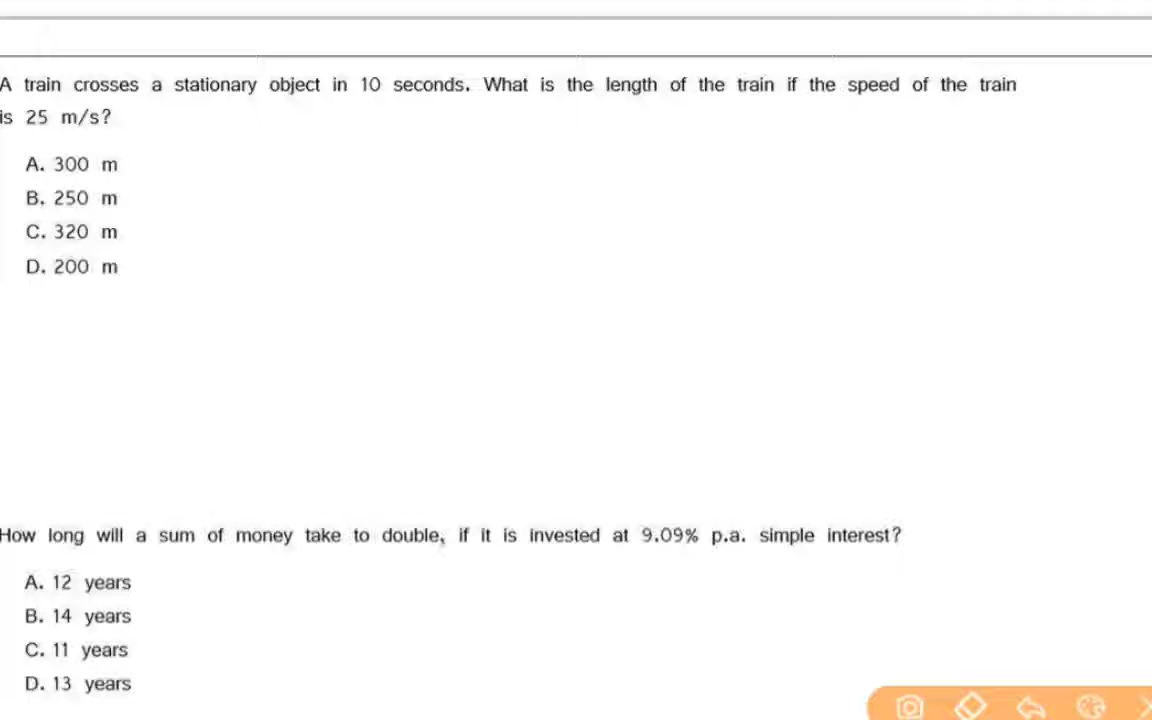 A train crosses a stationary object in 10 seconds. What is the length of the train if the speed of the train
is 25 m/s?
A. 300 m
B. 250 m
C. 320 m
D. 200 m
How long will a sum of money take to double, if it is invested at 9.09% p.a. simple interest?
A. 12 years
B. 14 years
C. 11 years
D. 13 years